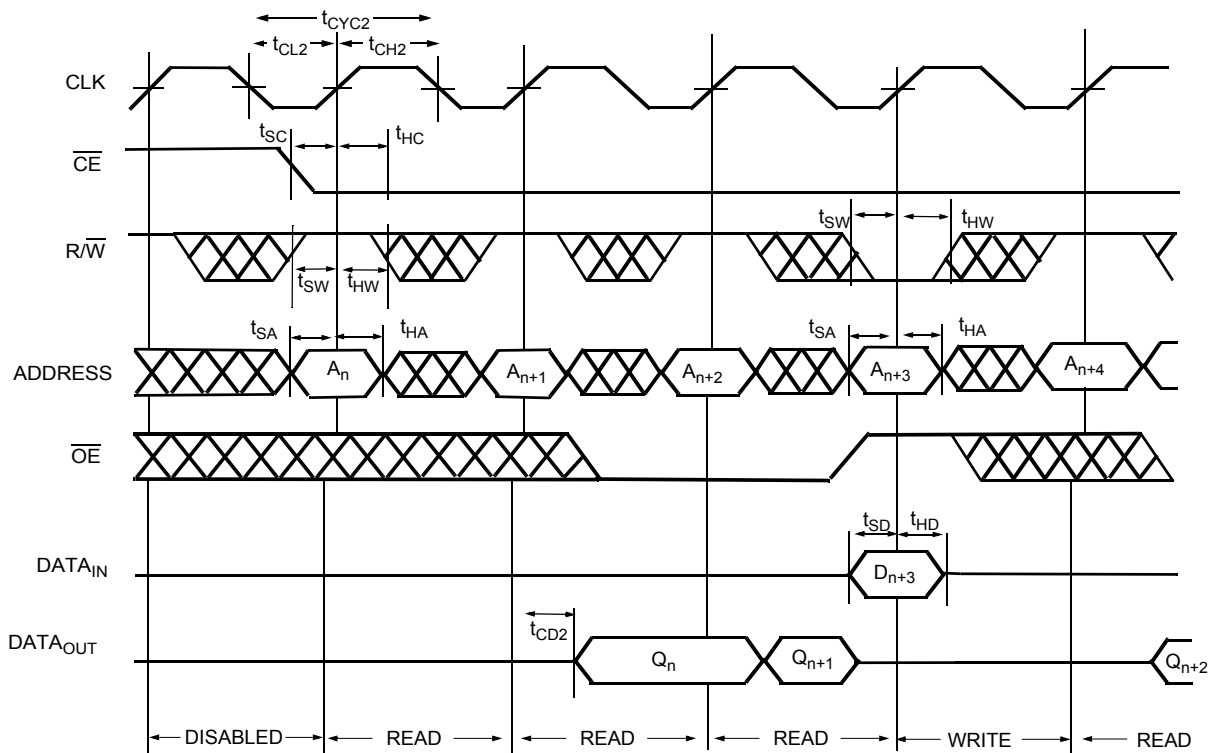 tCYC2
tCL2 tCH2
CLK
tSC tHC
CE
tSW tHW
R/W
tSW tHW
tSA tHA tSA tHA
ADDRESS An An+1 An+2 An+3 An+4
OE
tSD tHD
DATAIN Dn+3
tCD2
DATAOUT Qn Qn+1 Qn+2
DISABLED READ READ READ WRITE READ